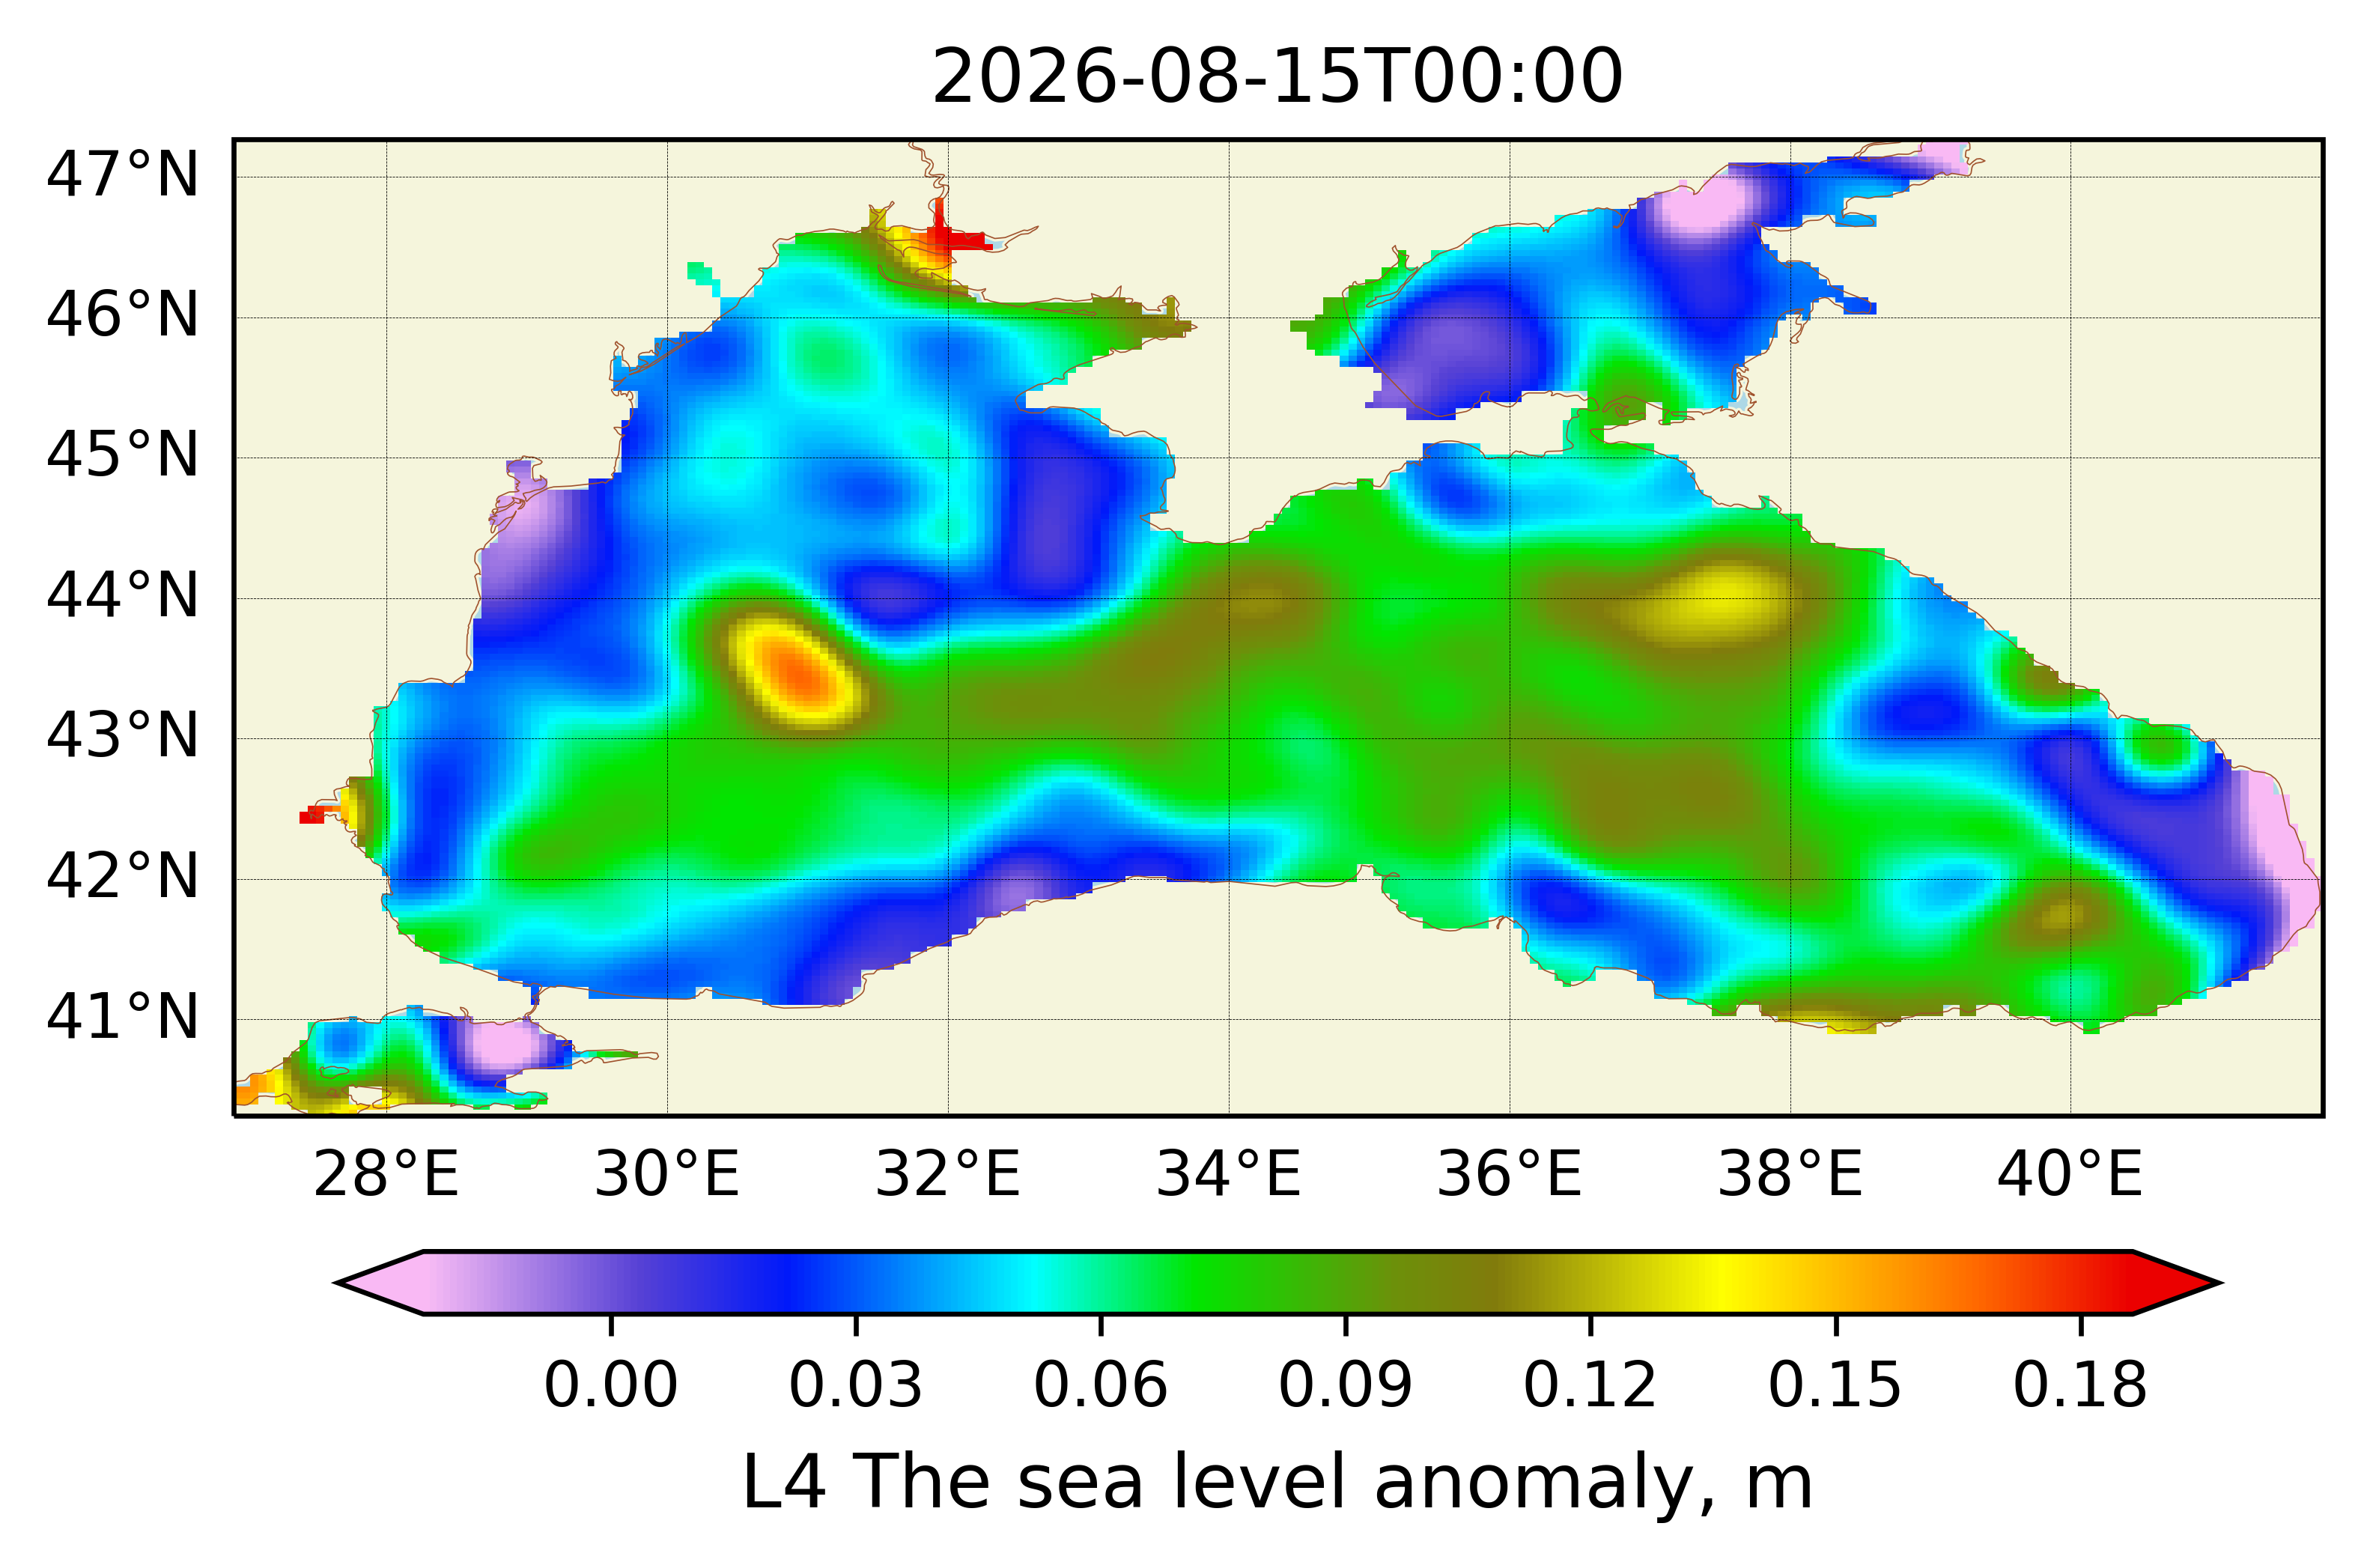 2026-08-15T00:00
47°N
46°N
45°N
44°N
43°N
42°N
41°N
28°E 30°E 32°E 34°E 36°E 38°E 40°E
0.00 0.03 0.06 0.09 0.12 0.15 0.18
L4 The sea level anomaly, m